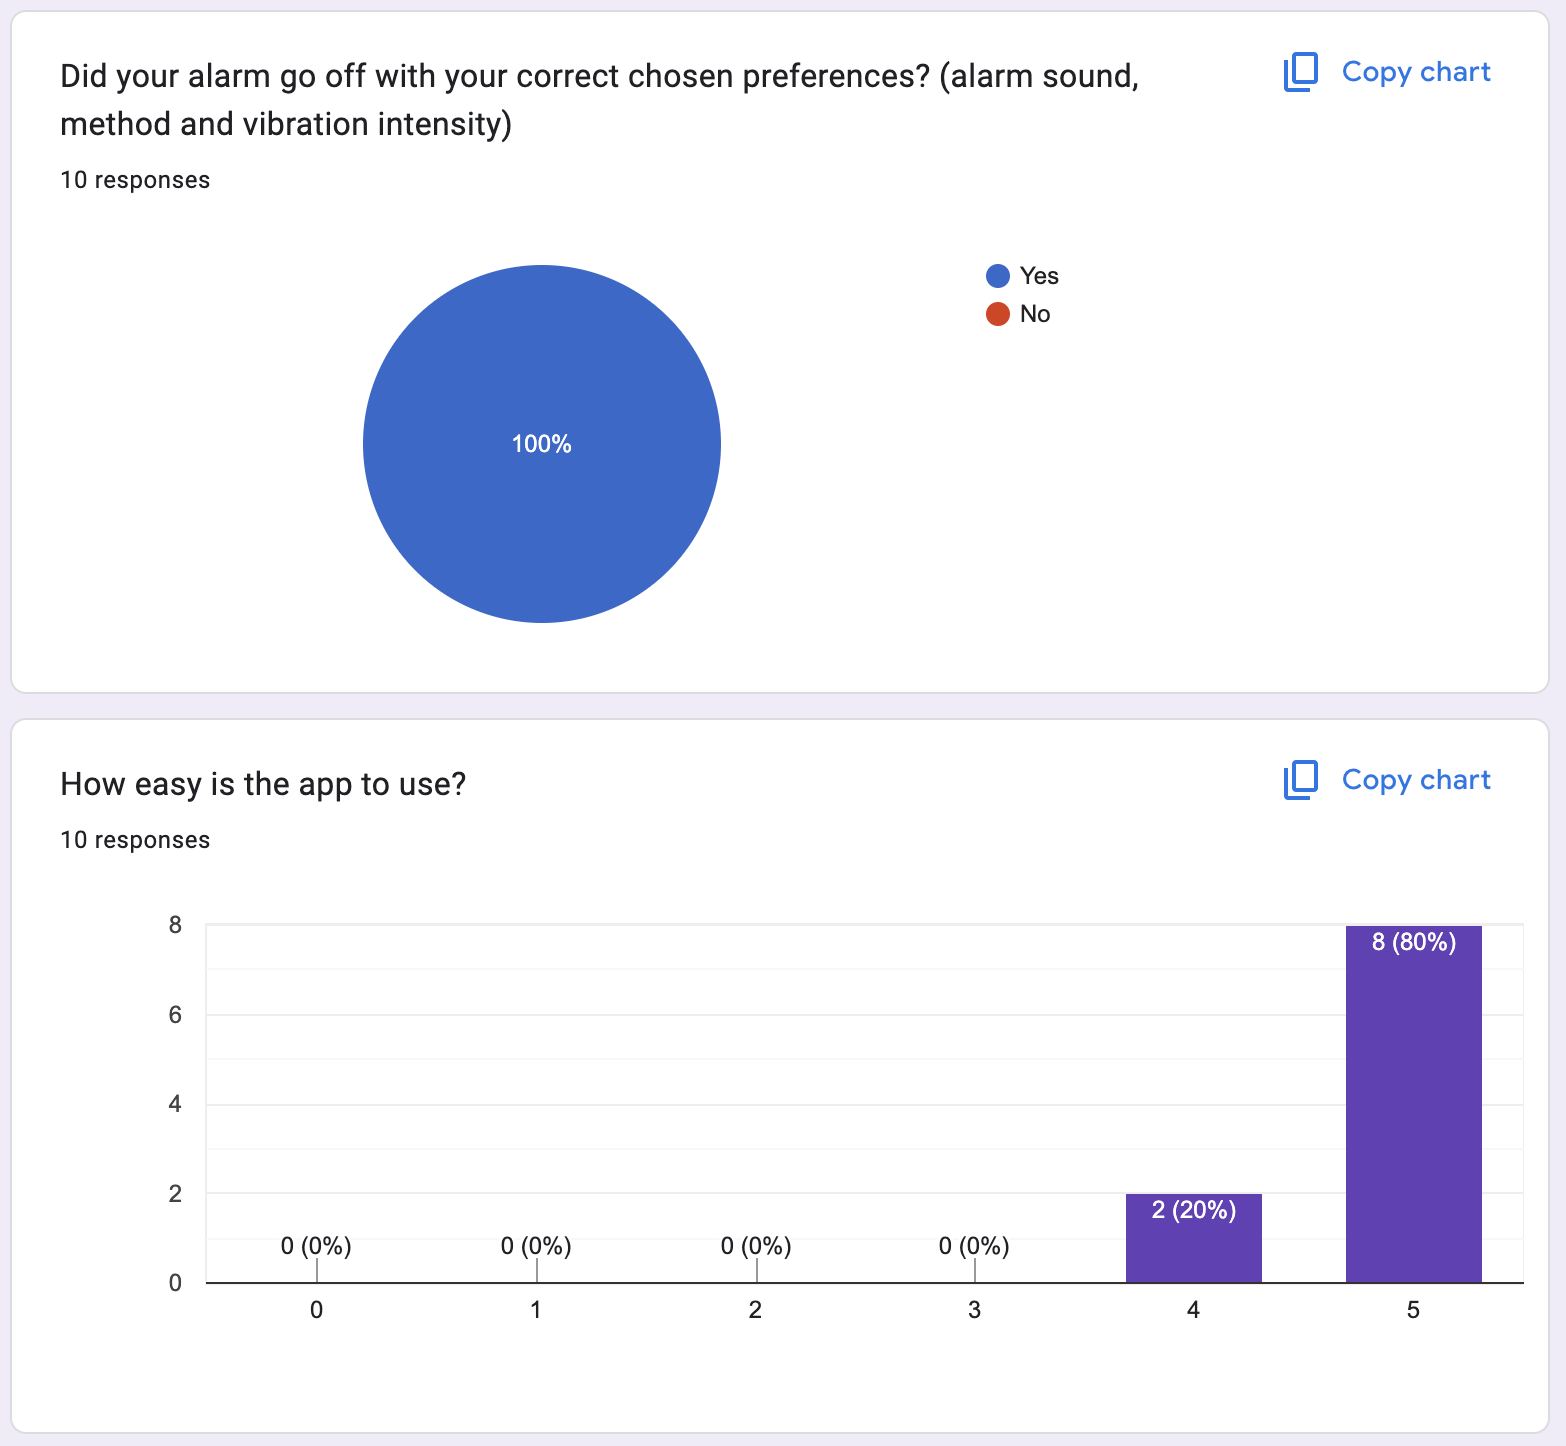 Did your alarm go off with your correct chosen preferences? (alarm sound,
method and vibration intensity)
Copy chart
10 responses
Yes
No
100%
How easy is the app to use?
Copy chart
10 responses
8
6
4
2
0
0 (0%)
0 (0%)
0 (0%)
0 (0%)
2 (20%)
8 (80%)
0
1
2
3
4
5